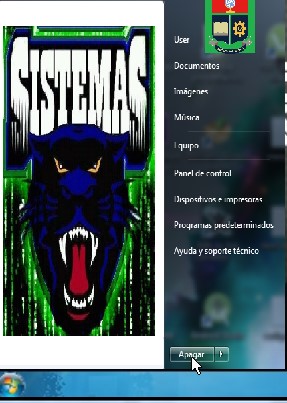 SISTEMAS
User
Documentos
Imágenes
Música
Equipo
Panel de control
Dispositivos e impresoras
Programas predeterminados
Ayuda y soporte técnico
Apagar